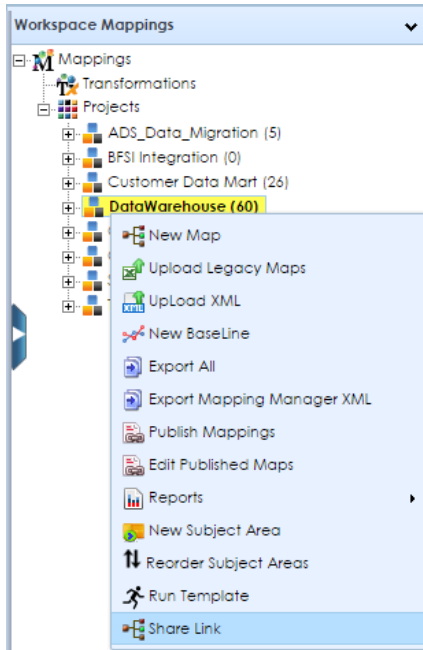 Workspace Mappings
Mappings
Transformations
Projects
ADS_Data_Migration (5)
BFSI Integration (0)
Customer Data Mart (26)
DataWarehouse (60)
New Map
Upload Legacy Maps
UpLoad XML
New BaseLine
Export All
Export Mapping Manager XML
Publish Mappings
Edit Published Maps
Reports
New Subject Area
Reorder Subject Areas
Run Template
Share Link